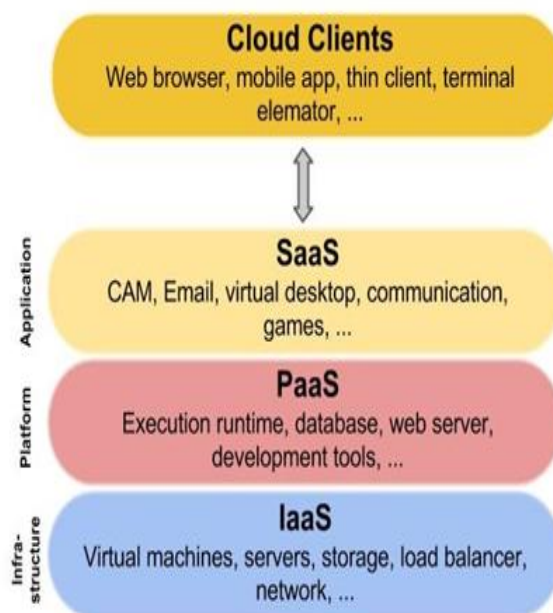 Cloud Clients
Web browser, mobile app, thin client, terminal
elemator, ...
Application
SaaS
CAM, Email, virtual desktop, communication,
games, ...
Platform
PaaS
Execution runtime, database, web server,
development tools, ...
Infra-
structure
IaaS
Virtual machines, servers, storage, load balancer,
network, ...